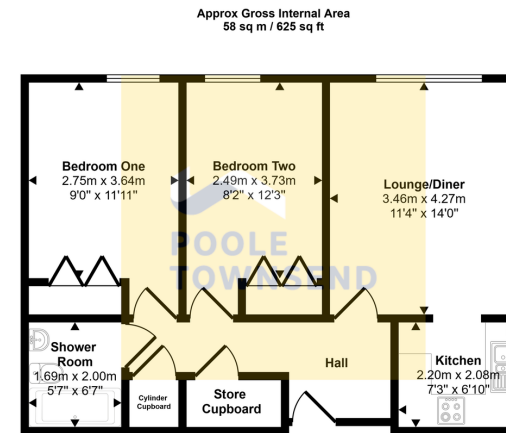 Approx Gross Internal Area
58 sq m / 625 sq ft
Bedroom One
2.75m x 3.64m
9'0" x 11'11"
Bedroom Two
2.49m x 3.73m
8'2" x 12'3"
Lounge/Diner
3.46m x 4.27m
11'4" x 14'0"
POOLE
TOWNSEND
Shower
Room
1.69m x 2.00m
5'7" x 6'7"
Cylinder
Cupboard
Store
Cupboard
Hall
Kitchen
2.20m x 2.08m
7'3" x 6'10"